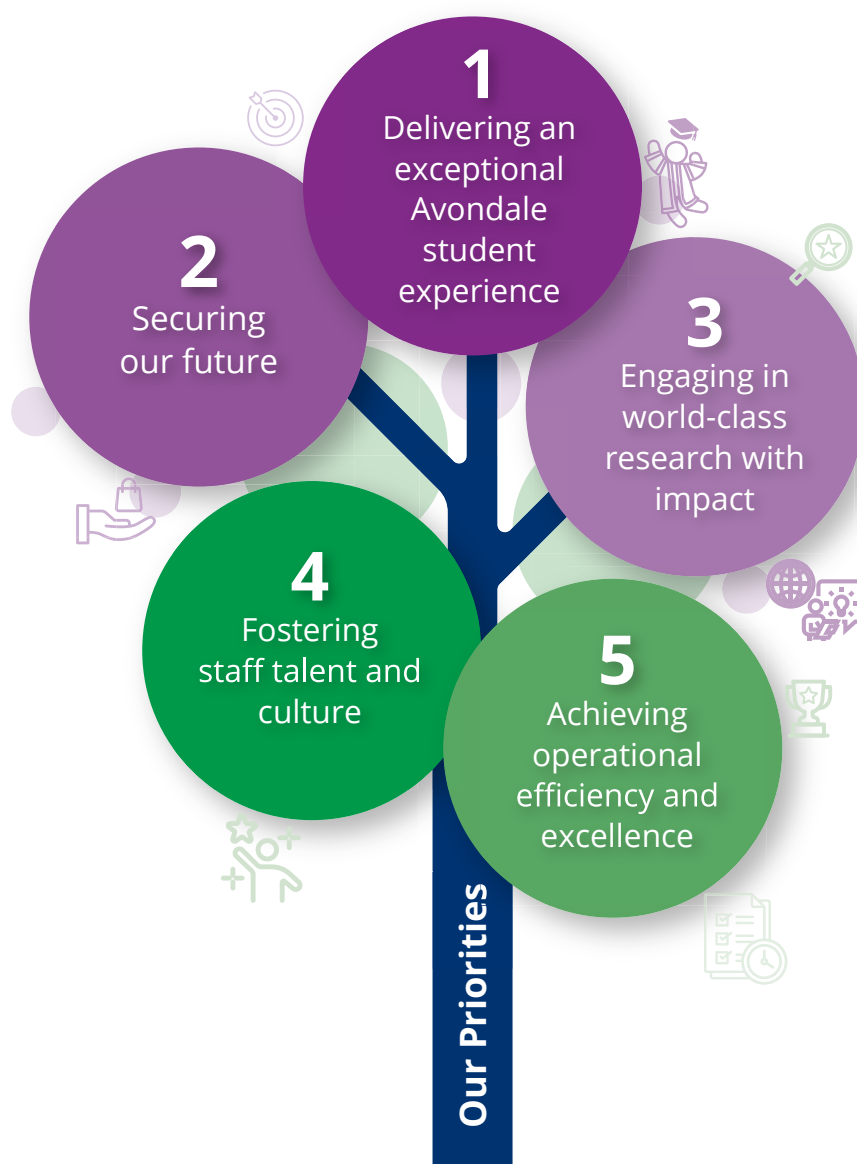 1
Delivering an
exceptional
Avondale
student
experience
2
Securing
our future
3
Engaging in
world-class
research with
impact
4
Fostering
staff talent and
culture
5
Achieving
operational
efficiency and
excellence
Our Priorities